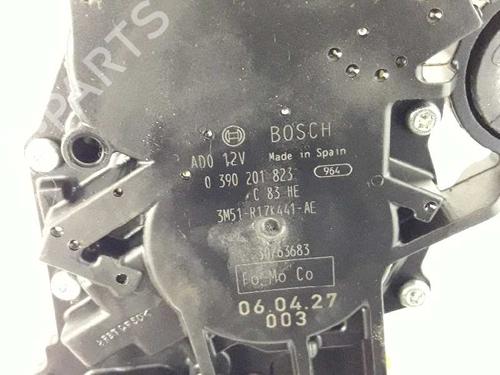 PARTS
BOSCH
AD0 12V Made in Spain
0 390 201 823 964
C 83 HE
3M51-R17K441-AE
30763683
Fo Mo Co
06.04.27
003